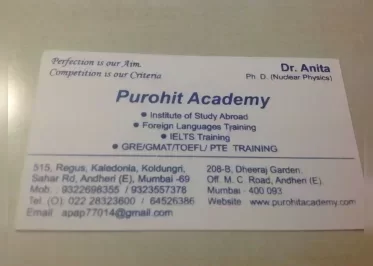 Perfection is our Aim.
Competition is our Criteria
Dr. Anita
Ph. D. (Nuclear Physics)
Purohit Academy
● Institute of Study Abroad
● Foreign Languages Training
● IELTS Training
● GRE/GMAT/TOEFL/ PTE TRAINING
515, Regus, Kaledonia, Koldungri,
Sahar Rd, Andheri (E), Mumbai -69
Mob. 9322698355 / 9323557378
Tel. (O): 022 28323600 / 64526386
Email apap77014@gmail.com
208-B, Dheeraj Garden,
Off. M. C. Road, Andheri (E),
Mumbai - 400 093.
Website www.purohitacademy.com